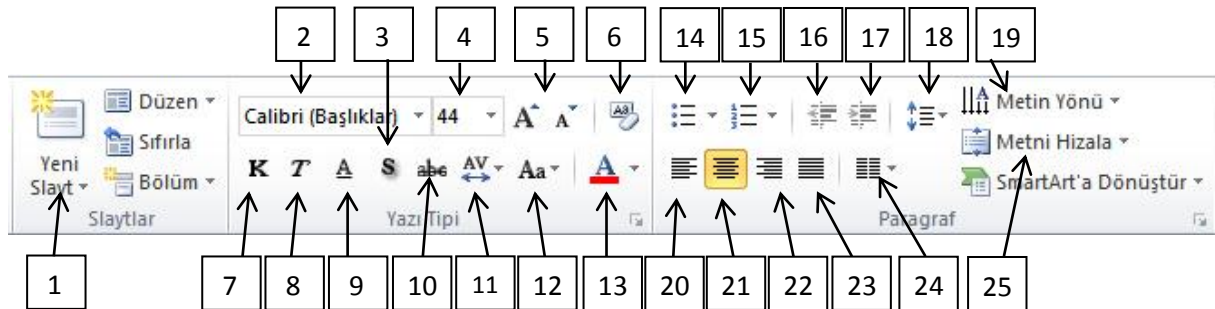 2 3 4 5 6 14 15 16 17 18 19
Düzen Calibri (Başlıklar) 44 A A Aa Metin Yönü
Sıfırla Metni Hizala
Yeni Slayt Bölüm K T A S abc AV Aa A SmartArt'a Dönüştür
Slaytlar Yazı Tipi Paragraf
1 7 8 9 10 11 12 13 20 21 22 23 24 25